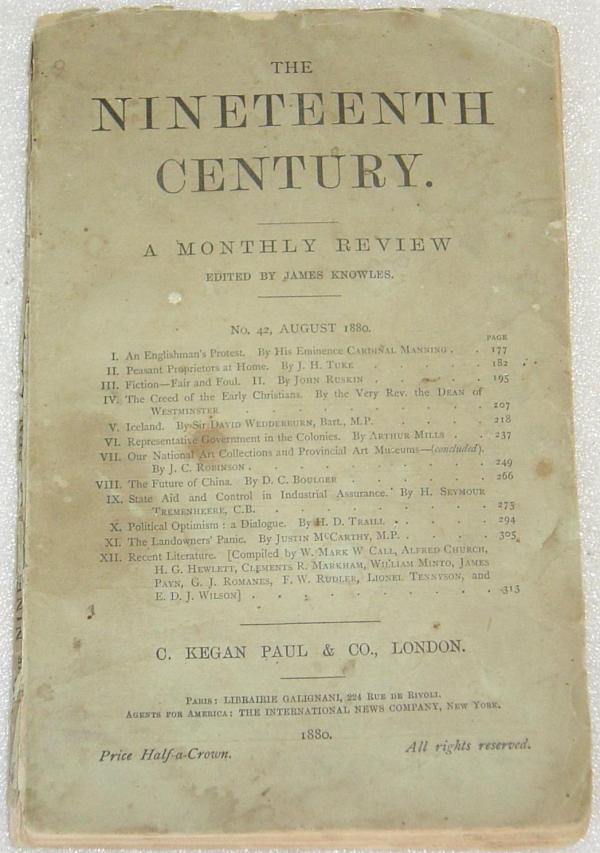 THE
NINETEENTH
CENTURY.
A MONTHLY REVIEW
EDITED BY JAMES KNOWLES.
No. 42, AUGUST 1880.
PAGE
I. An Englishman's Protest. By His Eminence CARDINAL MANNING . . 177
II. Peasant Proprietors at Home. By J. H. TUKE . . . . . 182
III. Fiction—Fair and Foul. II. By JOHN RUSKIN . . . . . 195
IV. The Creed of the Early Christians. By the Very Rev. the DEAN OF
WESTMINSTER . . . . . . . . . . 207
V. Iceland. By Sir DAVID WEDDERBURN, Bart., M.P. . . . . 218
VI. Representative Government in the Colonies. By ARTHUR MILLS . . 237
VII. Our National Art Collections and Provincial Art Museums—(concluded).
By J. C. ROBINSON . . . . . . . . . 249
VIII. The Future of China. By D. C. BOULGER . . . . . . 266
IX. State Aid and Control in Industrial Assurance. By H. SEYMOUR
TREMENHEERE, C.B. . . . . . . . . . 275
X. Political Optimism: a Dialogue. By H. D. TRAILL . . . . 294
XI. The Landowners' Panic. By JUSTIN MCCARTHY, M.P. . . . . 305
XII. Recent Literature. [Compiled by W. MARK W CALL, ALFRED CHURCH,
H. G. HEWLETT, CLEMENTS R. MARKHAM, WILLIAM MINTO, JAMES
PAYN, G. J. ROMANES, F. W. RUDLER, LIONEL TENNYSON, and
E. D. J. WILSON] . . . . . . . . . 313
C. KEGAN PAUL & CO., LONDON.
PARIS: LIBRAIRIE GALIGNANI, 224 RUE DE RIVOLI.
AGENTS FOR AMERICA: THE INTERNATIONAL NEWS COMPANY, NEW YORK.
1880.
Price Half-a-Crown.
All rights reserved.